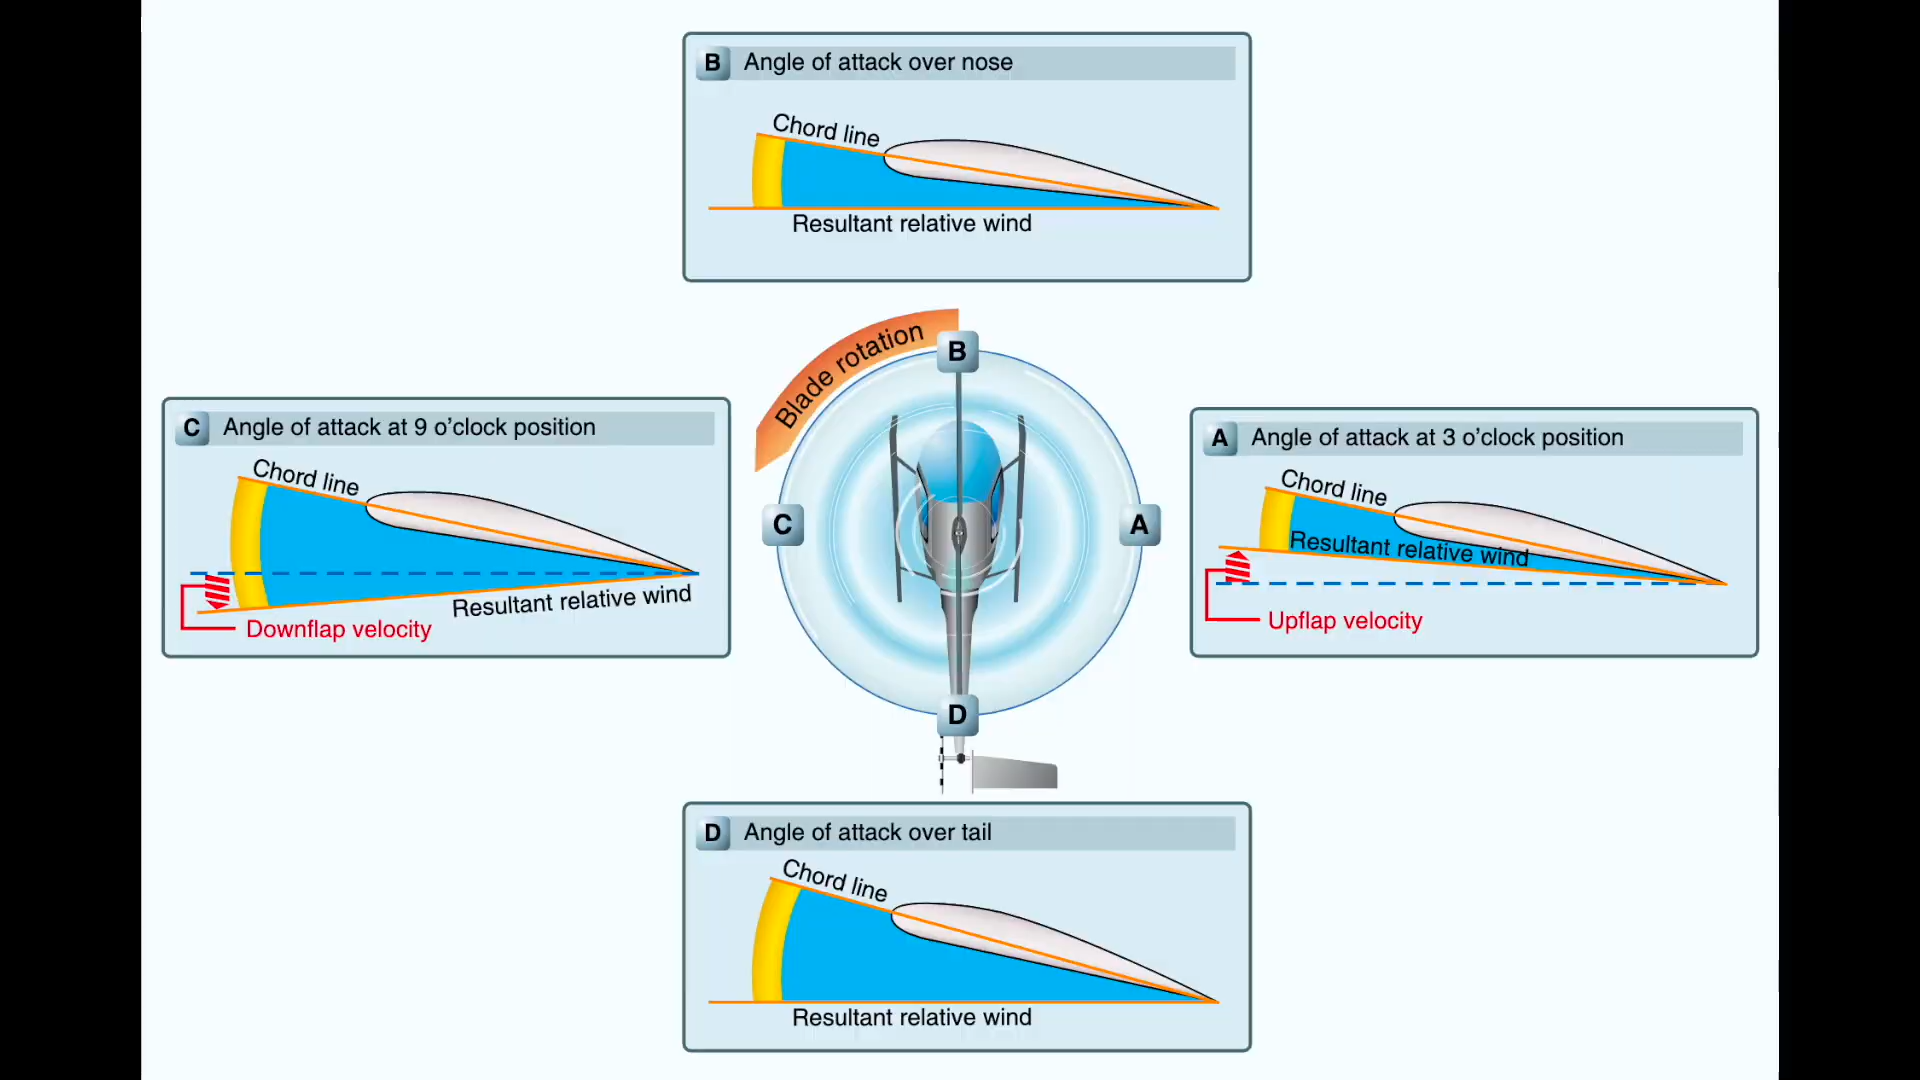 B Angle of attack over nose
Chord line
Resultant relative wind
Blade rotation
B
C Angle of attack at 9 o’clock position
Chord line
Resultant relative wind
Downflap velocity
C
A
A Angle of attack at 3 o’clock position
Chord line
Resultant relative wind
Upflap velocity
D
D Angle of attack over tail
Chord line
Resultant relative wind